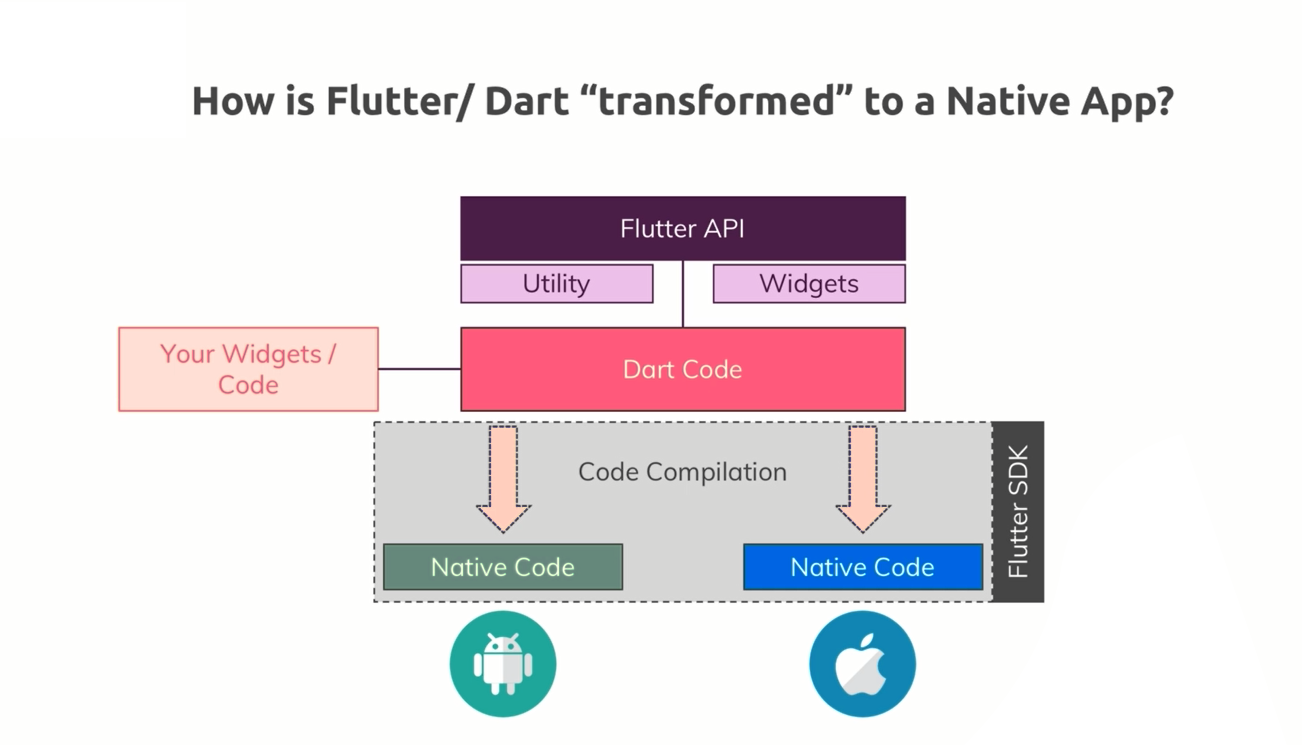 How is Flutter/ Dart “transformed” to a Native App?
Flutter API
Utility
Widgets
Your Widgets /
Code
Dart Code
Code Compilation
Flutter SDK
Native Code
Native Code